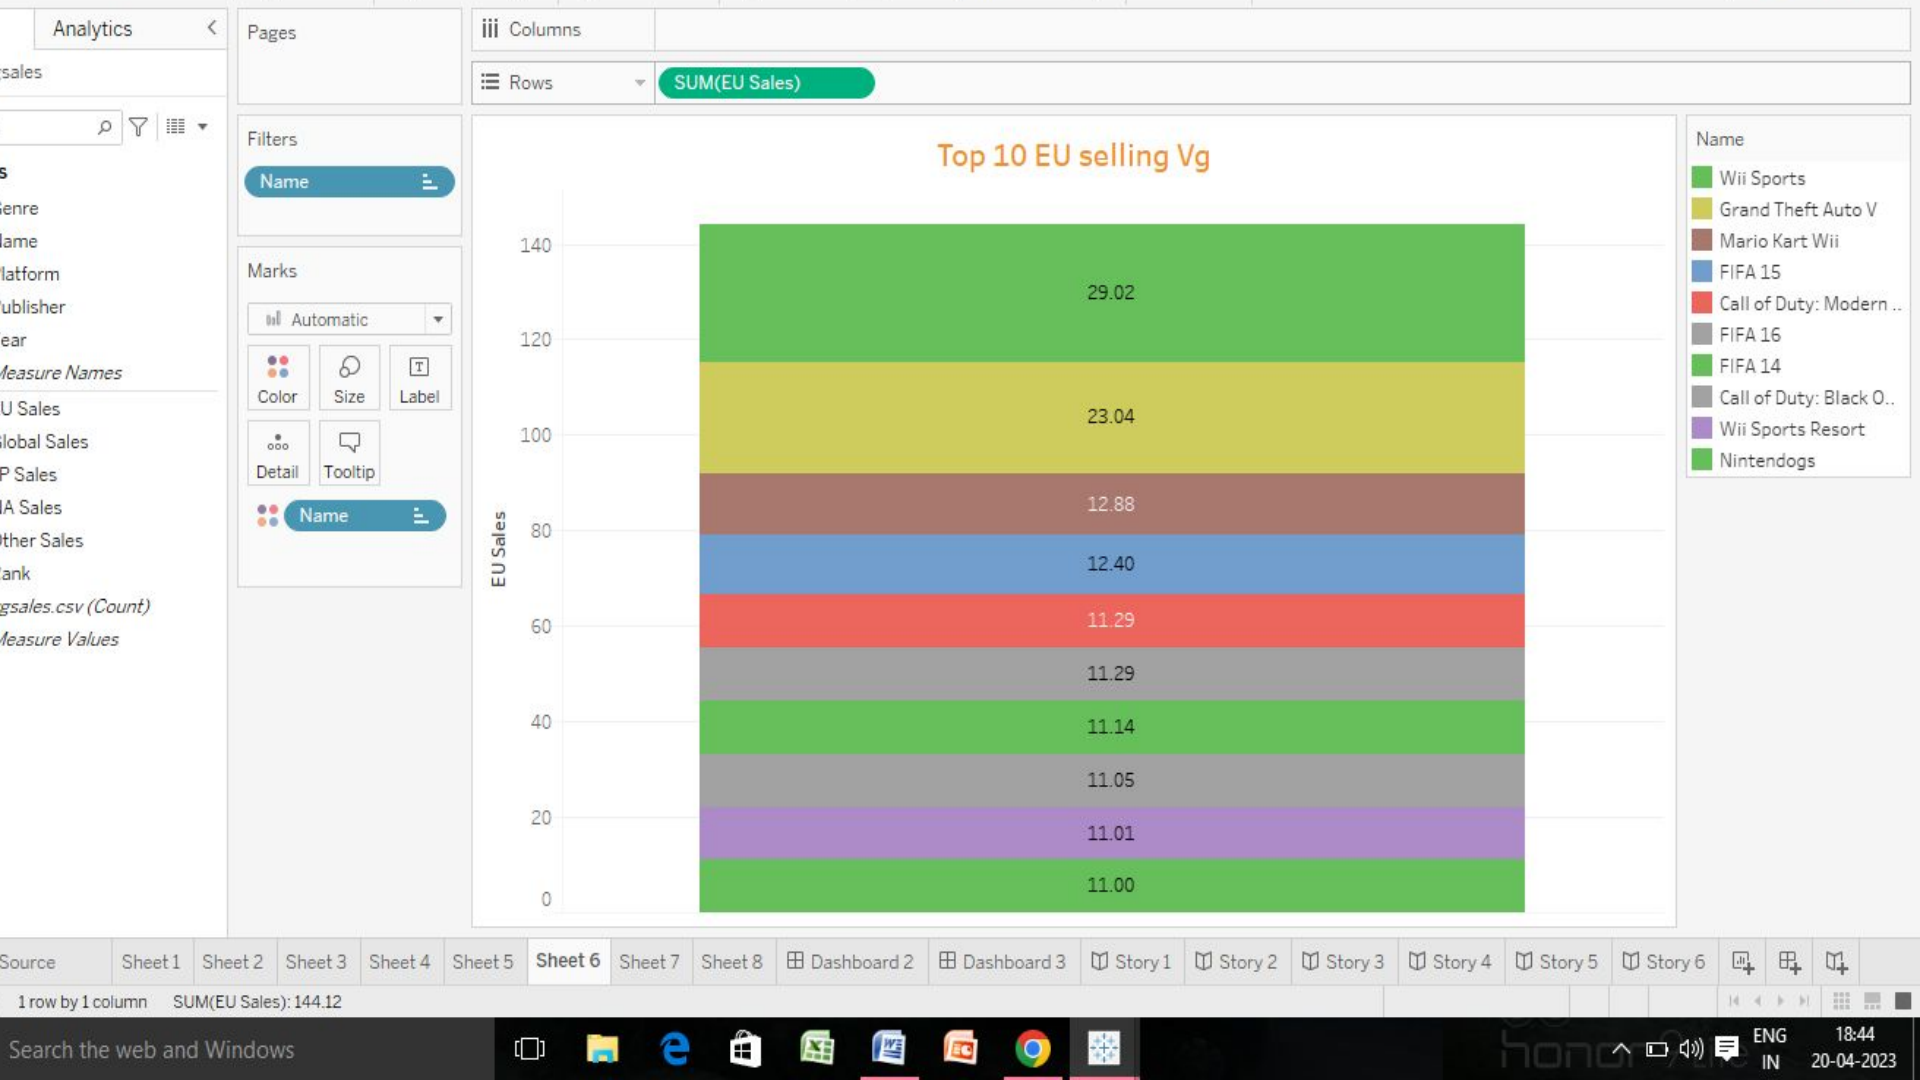 Analytics
Pages
Columns
sales
Rows
SUM(EU Sales)
Filters
Name
Top 10 EU selling Vg
Name
Wii Sports
Grand Theft Auto V
Mario Kart Wii
FIFA 15
Call of Duty: Modern ..
FIFA 16
FIFA 14
Call of Duty: Black O..
Wii Sports Resort
Nintendogs
s
enre
ame
latform
ublisher
ear
Measure Names
U Sales
lobal Sales
P Sales
A Sales
ther Sales
ank
gsales.csv (Count)
Measure Values
Marks
Automatic
Color
Size
T
Label
Detail
Tooltip
Name
EU Sales
140
120
100
80
60
40
20
0
29.02
23.04
12.88
12.40
11.29
11.29
11.14
11.05
11.01
11.00
Source
Sheet 1
Sheet 2
Sheet 3
Sheet 4
Sheet 5
Sheet 6
Sheet 7
Sheet 8
Dashboard 2
Dashboard 3
Story 1
Story 2
Story 3
Story 4
Story 5
Story 6
1 row by 1 column
SUM(EU Sales): 144.12
Search the web and Windows
ENG
IN
18:44
20-04-2023